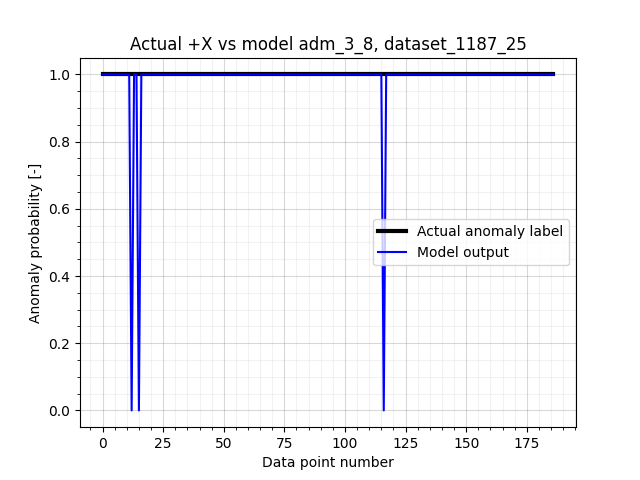 Actual +X vs model adm_3_8, dataset_1187_25
1.0
0.8
0.6
0.4
0.2
0.0
Anomaly probability [-]
Actual anomaly label
Model output
0 25 50 75 100 125 150 175
Data point number